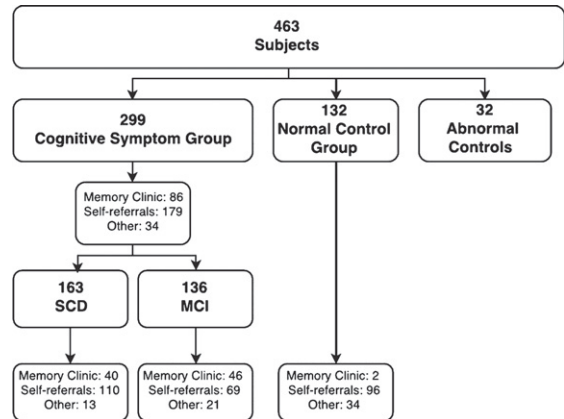 463
Subjects
299
Cognitive Symptom Group
132
Normal Control
Group
32
Abnormal
Controls
Memory Clinic: 86
Self-referrals: 179
Other: 34
163
SCD
136
MCI
Memory Clinic: 40
Self-referrals: 110
Other: 13
Memory Clinic: 46
Self-referrals: 69
Other: 21
Memory Clinic: 2
Self-referrals: 96
Other: 34